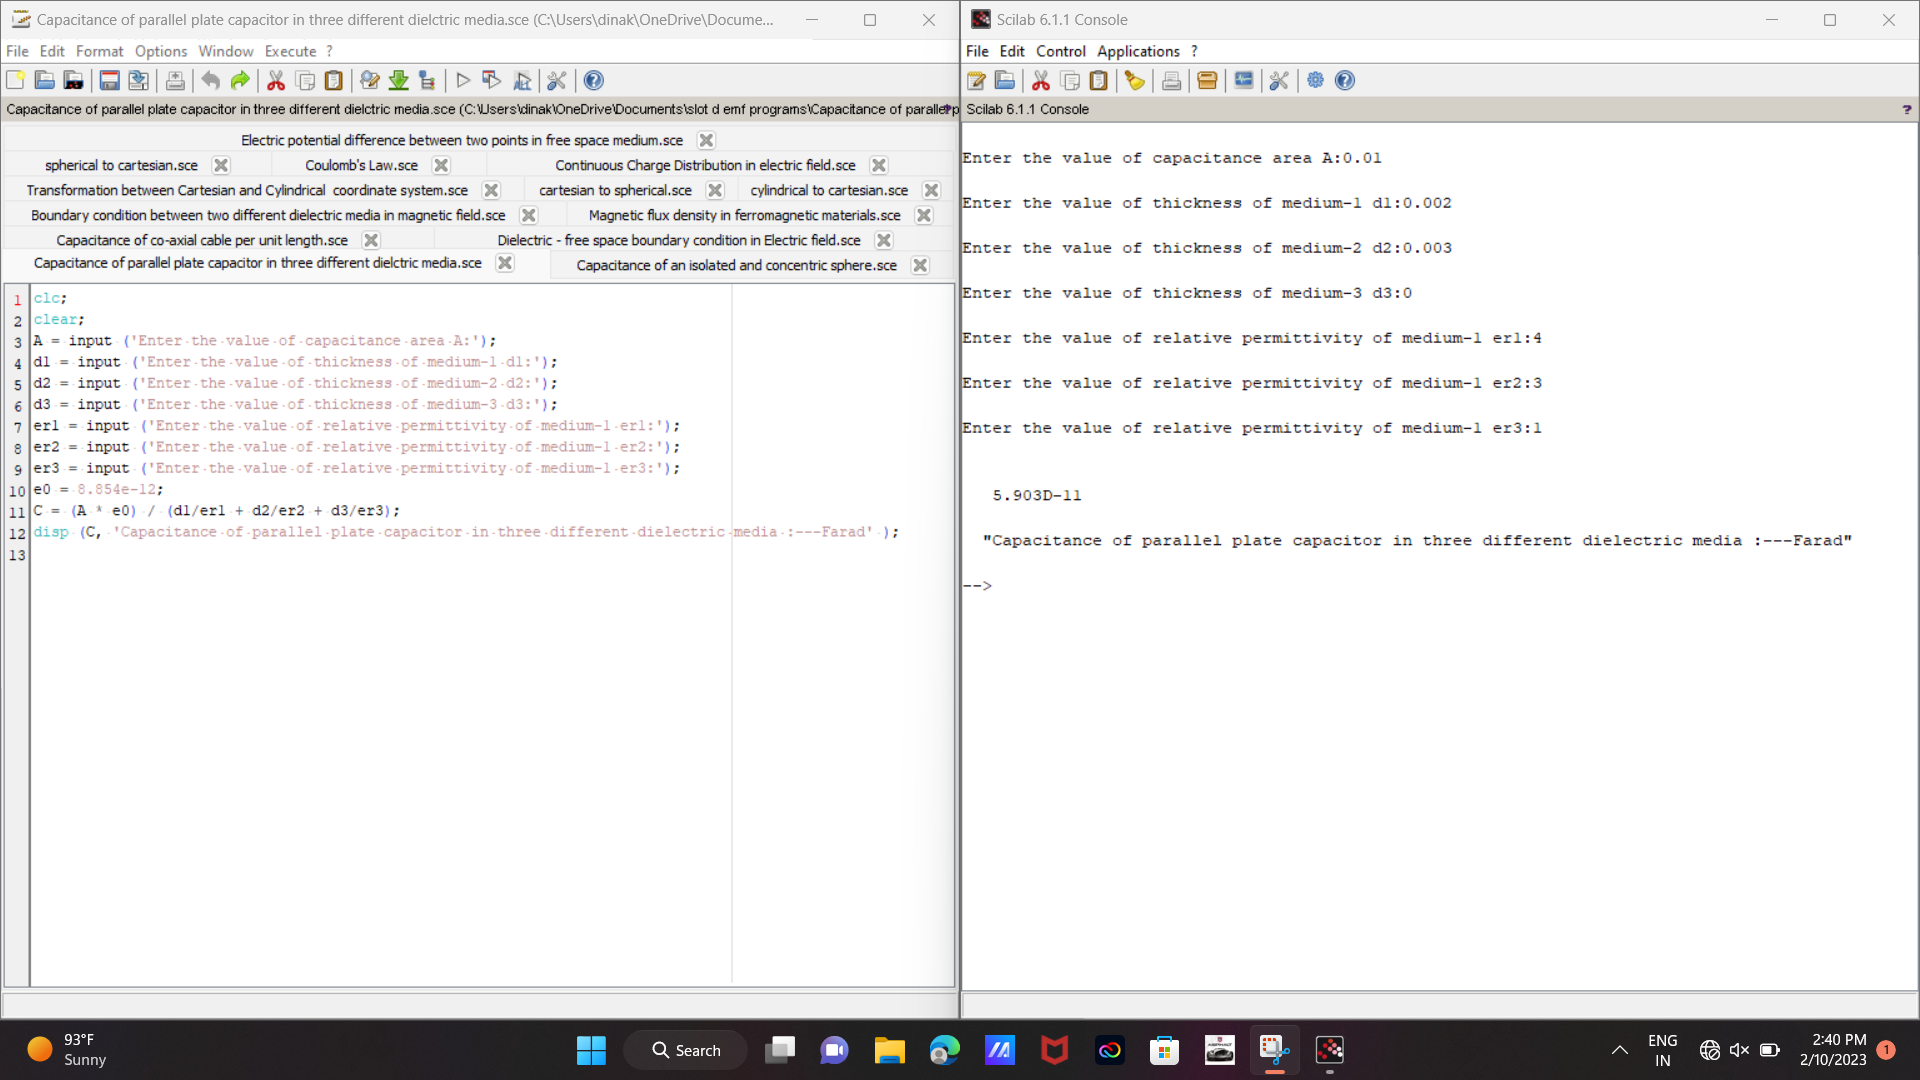 Capacitance of parallel plate capacitor in three different dielctric media.sce (C:\Users\dinak\OneDrive\Docume...
File Edit Format Options Window Execute ?
Capacitance of parallel plate capacitor in three different dielctric media.sce (C:\Users\dinak\OneDrive\Documents\slot d emf programs\Capacitance of parallel p
Electric potential difference between two points in free space medium.sce
spherical to cartesian.sce Coulomb's Law.sce Continuous Charge Distribution in electric field.sce
Transformation between Cartesian and Cylindrical coordinate system.sce cartesian to spherical.sce cylindrical to cartesian.sce
Boundary condition between two different dielectric media in magnetic field.sce Magnetic flux density in ferromagnetic materials.sce
Capacitance of co-axial cable per unit length.sce Dielectric - free space boundary condition in Electric field.sce
Capacitance of parallel plate capacitor in three different dielctric media.sce Capacitance of an isolated and concentric sphere.sce
1 clc;
2 clear;
3 A = input ('Enter the value of capacitance area A:');
4 d1 = input ('Enter the value of thickness of medium-1 d1:');
5 d2 = input ('Enter the value of thickness of medium-2 d2:');
6 d3 = input ('Enter the value of thickness of medium-3 d3:');
7 er1 = input ('Enter the value of relative permittivity of medium-1 er1:');
8 er2 = input ('Enter the value of relative permittivity of medium-1 er2:');
9 er3 = input ('Enter the value of relative permittivity of medium-1 er3:');
10 e0 = 8.854e-12;
11 C = (A * e0) / (d1/er1 + d2/er2 + d3/er3);
12 disp (C, 'Capacitance of parallel plate capacitor in three different dielectric media :---Farad' );
13
Scilab 6.1.1 Console
File Edit Control Applications ?
Scilab 6.1.1 Console ?
Enter the value of capacitance area A:0.01
Enter the value of thickness of medium-1 d1:0.002
Enter the value of thickness of medium-2 d2:0.003
Enter the value of thickness of medium-3 d3:0
Enter the value of relative permittivity of medium-1 er1:4
Enter the value of relative permittivity of medium-1 er2:3
Enter the value of relative permittivity of medium-1 er3:1
5.903D-11
"Capacitance of parallel plate capacitor in three different dielectric media :---Farad"
-->
93°F
Sunny
Search
ENG
IN
2:40 PM
2/10/2023
1